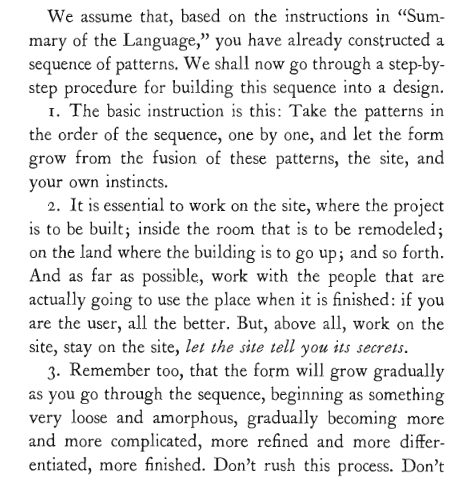 We assume that, based on the instructions in “Sum-
mary of the Language,” you have already constructed a
sequence of patterns. We shall now go through a step-by-
step procedure for building this sequence into a design.
1. The basic instruction is this: Take the patterns in
the order of the sequence, one by one, and let the form
grow from the fusion of these patterns, the site, and
your own instincts.
2. It is essential to work on the site, where the project
is to be built; inside the room that is to be remodeled;
on the land where the building is to go up; and so forth.
And as far as possible, work with the people that are
actually going to use the place when it is finished: if you
are the user, all the better. But, above all, work on the
site, stay on the site, let the site tell you its secrets.
3. Remember too, that the form will grow gradually
as you go through the sequence, beginning as something
very loose and amorphous, gradually becoming more
and more complicated, more refined and more differ-
entiated, more finished. Don’t rush this process. Don’t